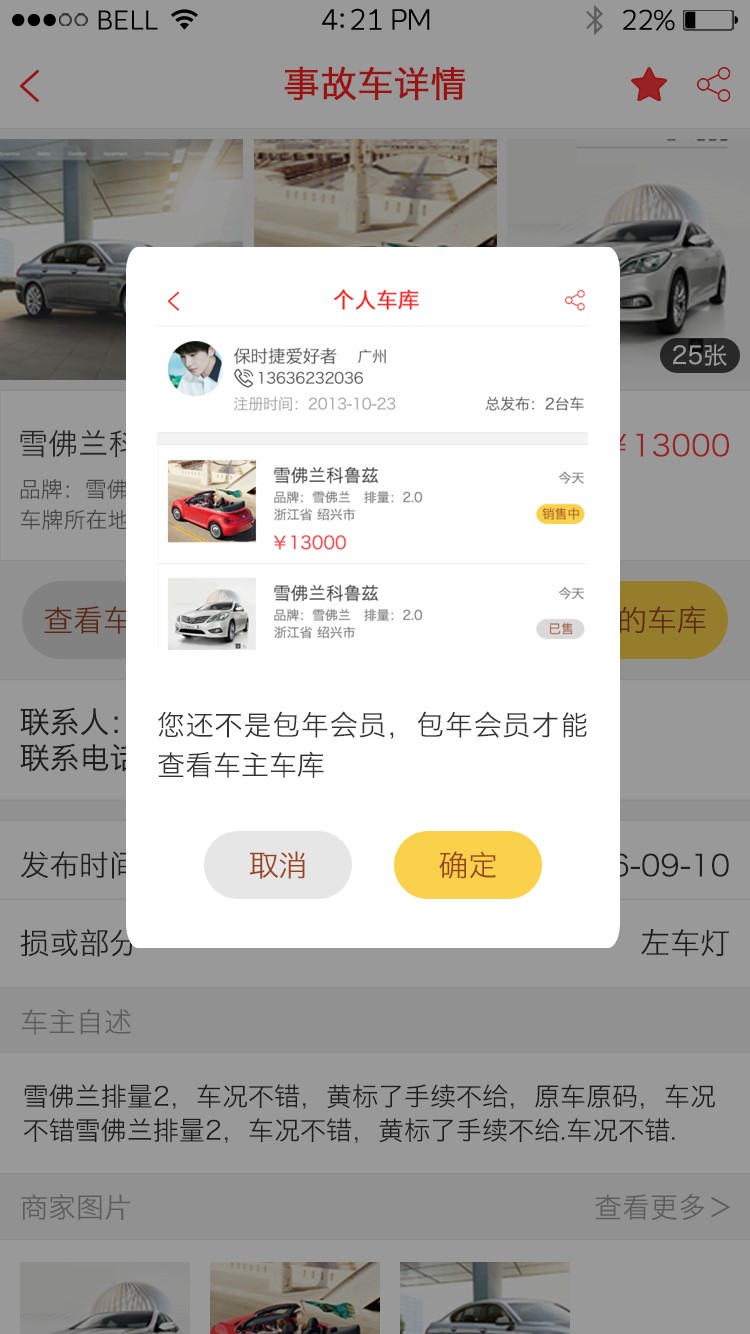 BELL 4:21 PM 22%
事故车详情
25张
个人车库
保时捷爱好者 广州
13636232036
注册时间：2013-10-23 总发布：2台车
雪佛兰科鲁兹 今天
品牌：雪佛兰 排量：2.0
浙江省 绍兴市 销售中
￥13000
雪佛兰科鲁兹 今天
品牌：雪佛兰 排量：2.0
浙江省 绍兴市 已售
您还不是包年会员，包年会员才能
查看车主车库
取消 确定
雪佛兰科 ￥13000
品牌：雪佛
车牌所在地
查看车 的车库
联系人：
联系电话
发布时间 6-09-10
损或部分 左车灯
车主自述
雪佛兰排量2，车况不错，黄标了手续不给，原车原码，车况
不错雪佛兰排量2，车况不错，黄标了手续不给.车况不错.
商家图片 查看更多>